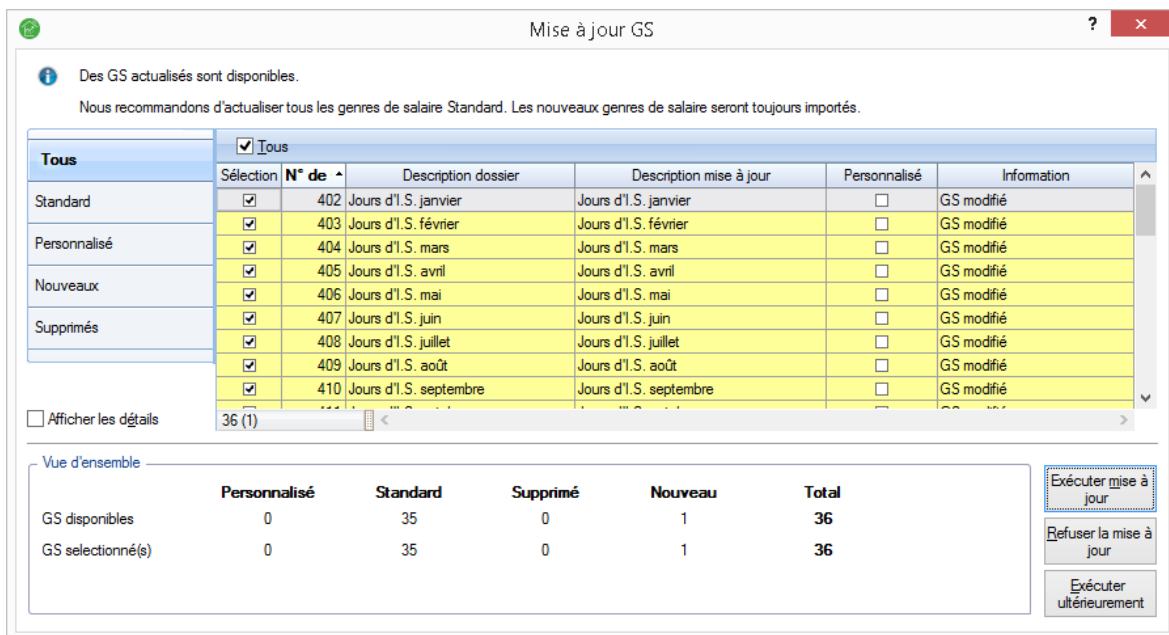 Mise à jour GS
?
Des GS actualisés sont disponibles.
Nous recommandons d'actualiser tous les genres de salaire Standard. Les nouveaux genres de salaire seront toujours importés.
Tous
Standard
Personnalisé
Nouveaux
Supprimés
Tous
Sélection N° de Description dossier Description mise à jour Personnalisé Information
402 Jours d'I.S. janvier Jours d'I.S. janvier GS modifié
403 Jours d'I.S. février Jours d'I.S. février GS modifié
404 Jours d'I.S. mars Jours d'I.S. mars GS modifié
405 Jours d'I.S. avril Jours d'I.S. avril GS modifié
406 Jours d'I.S. mai Jours d'I.S. mai GS modifié
407 Jours d'I.S. juin Jours d'I.S. juin GS modifié
408 Jours d'I.S. juillet Jours d'I.S. juillet GS modifié
409 Jours d'I.S. août Jours d'I.S. août GS modifié
410 Jours d'I.S. septembre Jours d'I.S. septembre GS modifié
Afficher les détails
36 (1)
Vue d'ensemble
Personnalisé Standard Supprimé Nouveau Total
GS disponibles 0 35 0 1 36
GS selectionné(s) 0 35 0 1 36
Exécuter mise à
jour
Refuser la mise à
jour
Exécuter
ultérieurement